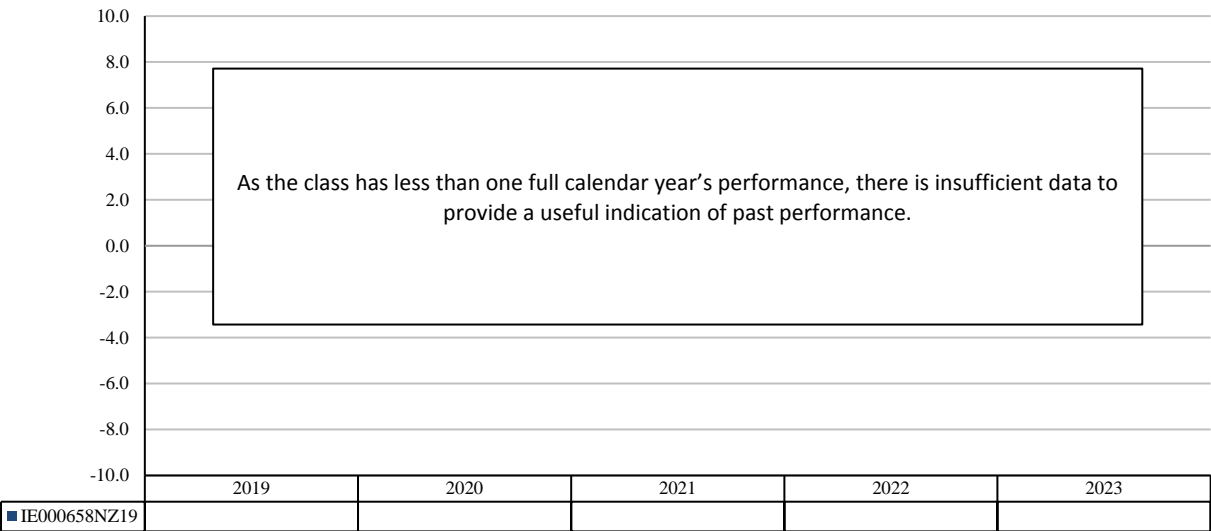 10.0
8.0
6.0
4.0
2.0
0.0
-2.0
-4.0
-6.0
-8.0
-10.0
As the class has less than one full calendar year’s performance, there is insufficient data to
provide a useful indication of past performance.
2019 2020 2021 2022 2023
IE000658NZ19